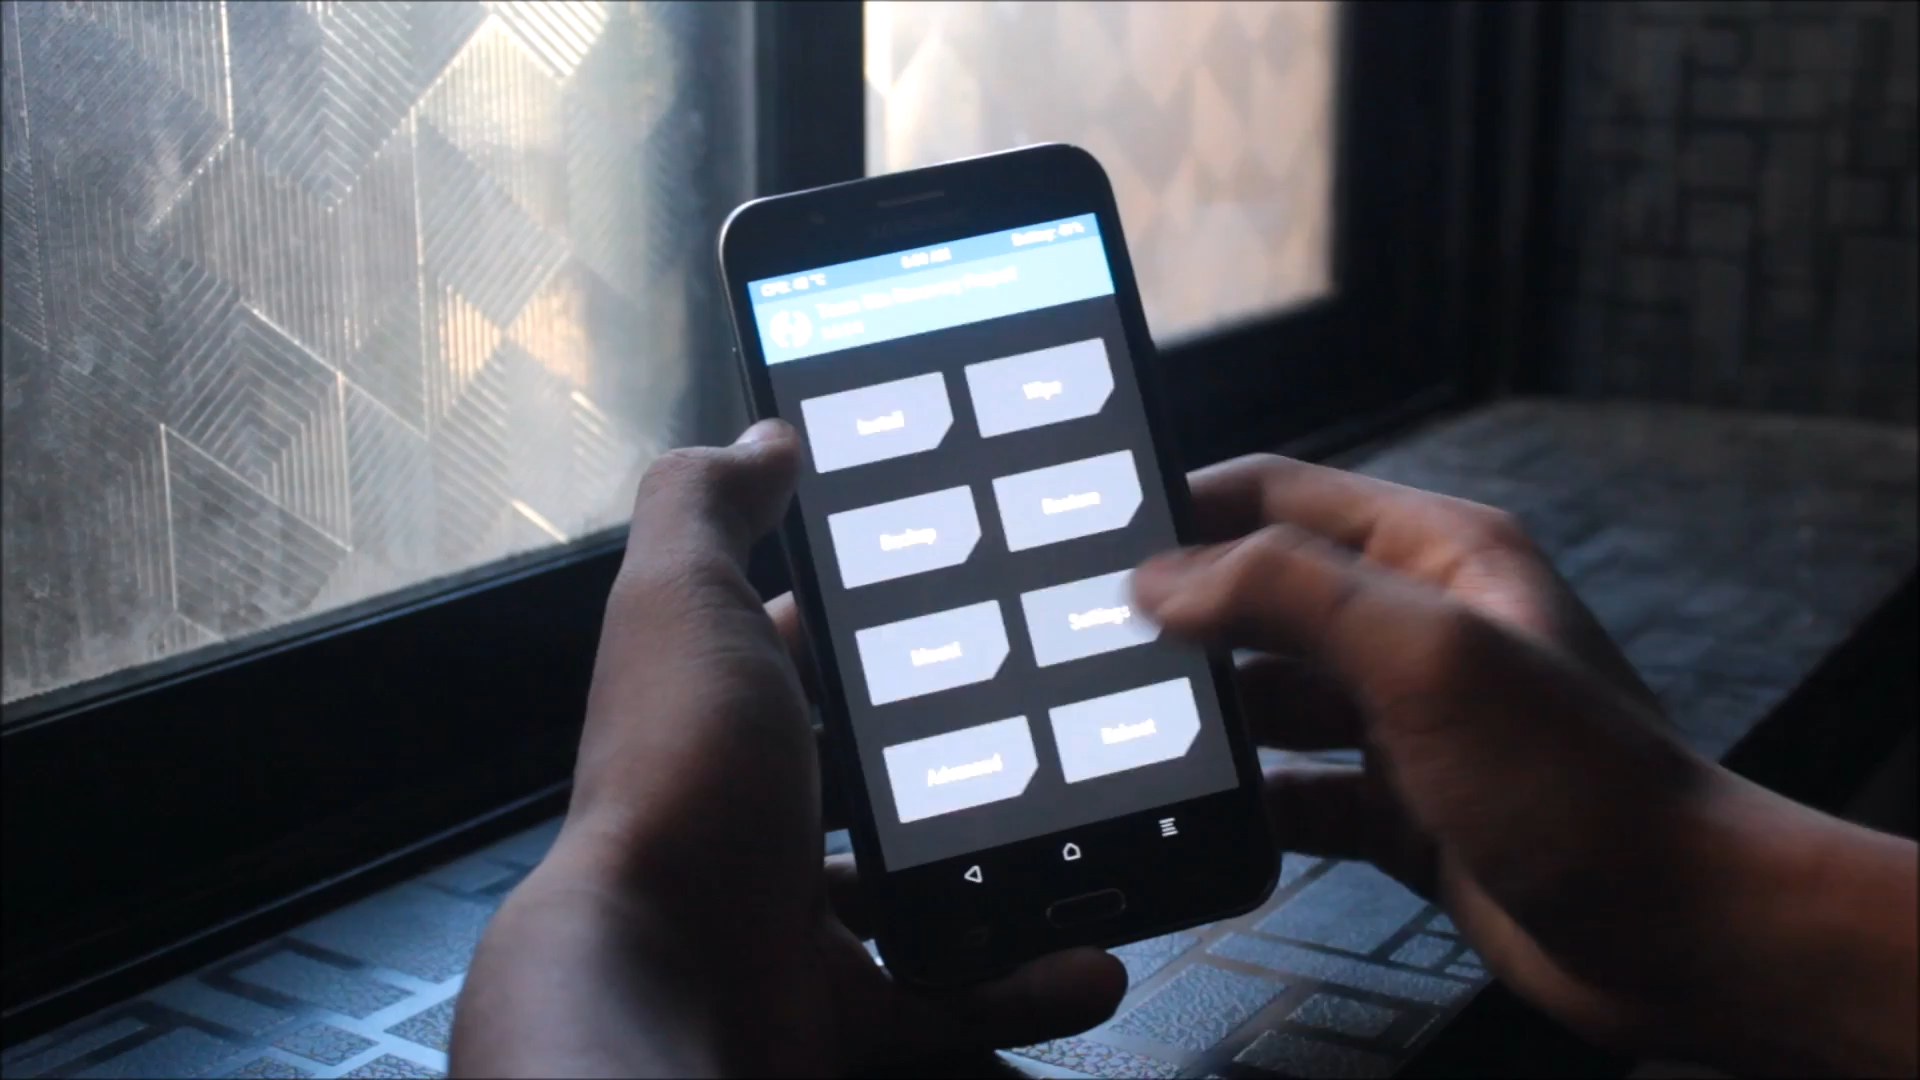 Team Win Recovery Project
Install
Wipe
Backup
Restore
Mount
Settings
Advanced
Reboot